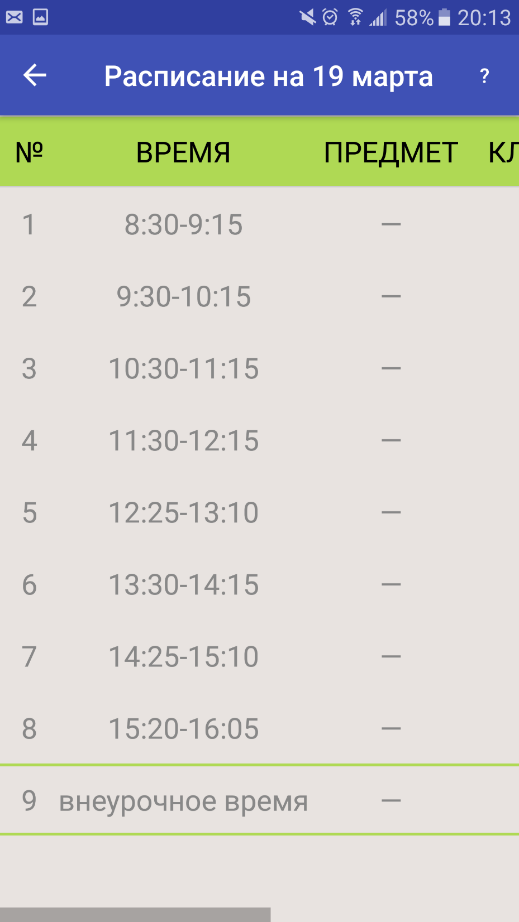 58% 20:13
Расписание на 19 марта ?
№ ВРЕМЯ ПРЕДМЕТ КЛ
1 8:30-9:15 —
2 9:30-10:15 —
3 10:30-11:15 —
4 11:30-12:15 —
5 12:25-13:10 —
6 13:30-14:15 —
7 14:25-15:10 —
8 15:20-16:05 —
9 внеурочное время —